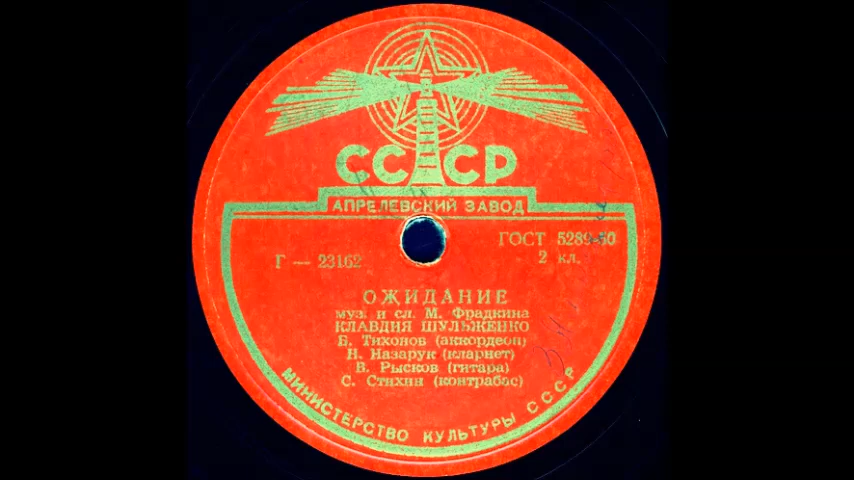 СССР
АПРЕЛЕВСКИЙ ЗАВОД
ГОСТ 5289-50
Г — 23162
2 кл.
ОЖИДАНИЕ
муз. и сл. М. Фрадкина
КЛАВДИЯ ШУЛЬЖЕНКО
Б. Тихонов (аккордеон)
Н. Назарук (кларнет)
В. Рысков (гитара)
С. Стихин (контрабас)
МИНИСТЕРСТВО КУЛЬТУРЫ СССР